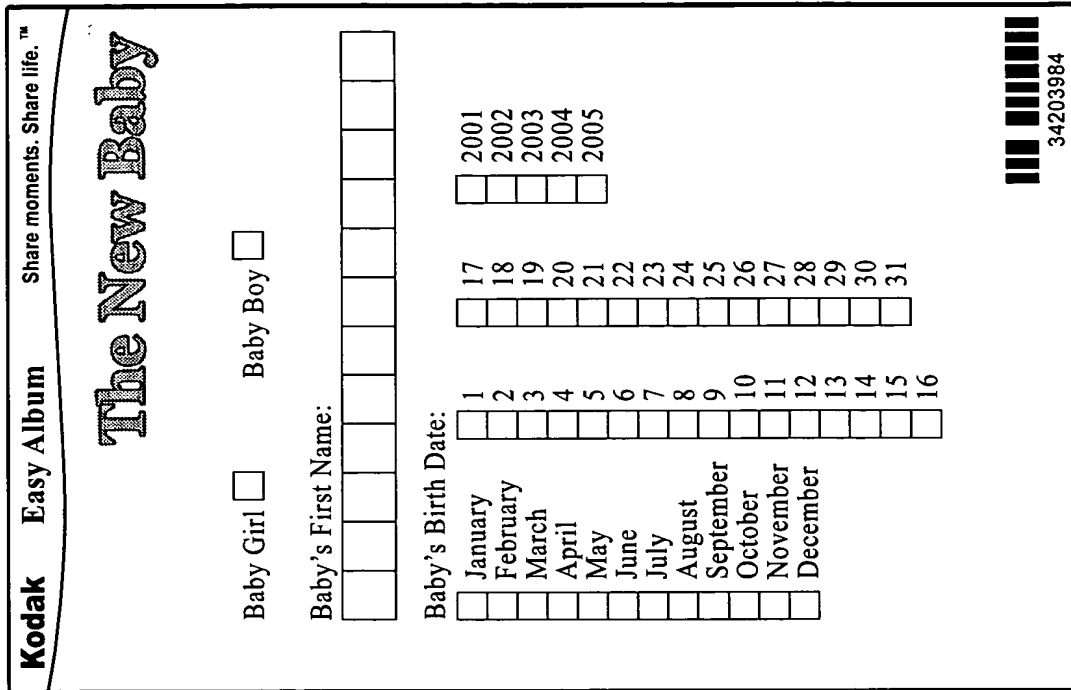 Kodak Easy Album Share moments. Share life.™
The New Baby
Baby Girl Baby Boy
Baby's First Name:
Baby's Birth Date:
January 1 17 2001
February 2 18 2002
March 3 19 2003
April 4 20 2004
May 5 21 2005
June 6 22
July 7 23
August 8 24
September 9 25
October 10 26
November 11 27
December 12 28
13 29
14 30
15 31
16
34203984